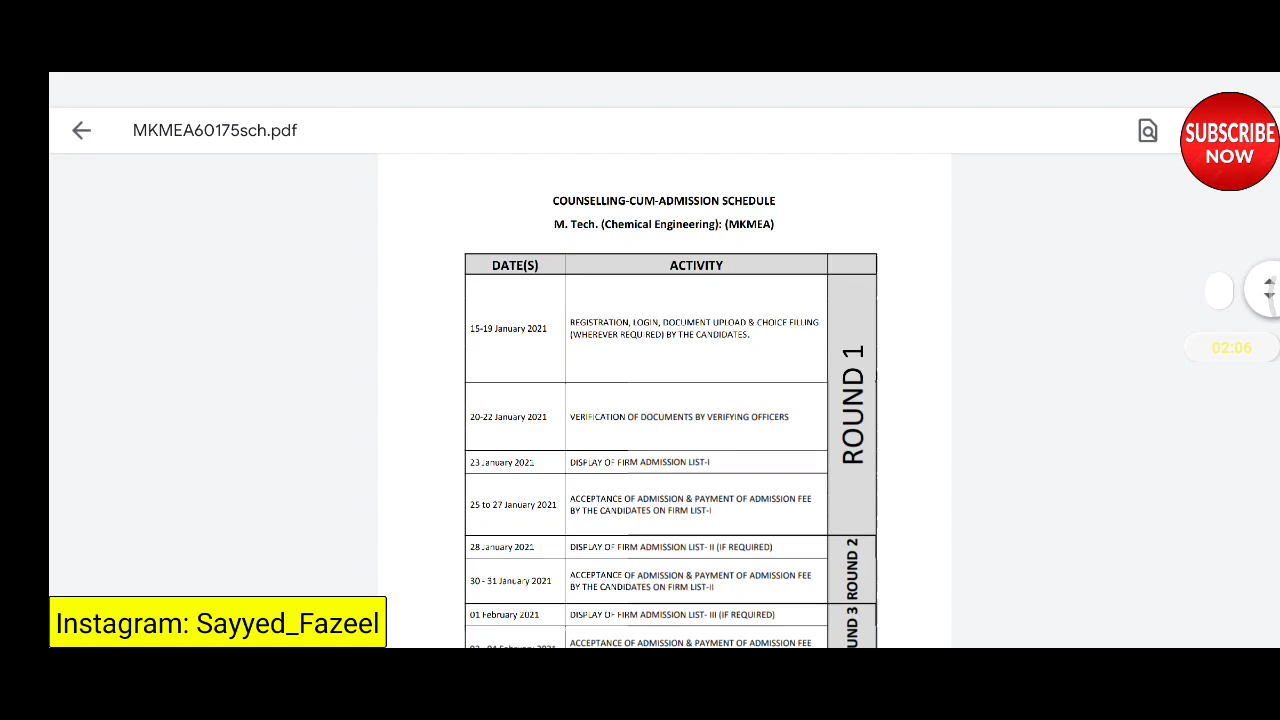 MKMEA60175sch.pdf
SUBSCRIBE
NOW
COUNSELLING-CUM-ADMISSION SCHEDULE
M. Tech. (Chemical Engineering): (MKMEA)
DATE(S) ACTIVITY
15-19 January 2021 REGISTRATION, LOGIN, DOCUMENT UPLOAD & CHOICE FILLING
(WHEREVER REQUIRED) BY THE CANDIDATES.
ROUND 1
02:06
20-22 January 2021 VERIFICATION OF DOCUMENTS BY VERIFYING OFFICERS
23 January 2021 DISPLAY OF FIRM ADMISSION LIST-I
25 to 27 January 2021 ACCEPTANCE OF ADMISSION & PAYMENT OF ADMISSION FEE
BY THE CANDIDATES ON FIRM LIST-I
28 January 2021 DISPLAY OF FIRM ADMISSION LIST- II (IF REQUIRED)
ROUND 2
30 - 31 January 2021 ACCEPTANCE OF ADMISSION & PAYMENT OF ADMISSION FEE
BY THE CANDIDATES ON FIRM LIST-II
01 February 2021 DISPLAY OF FIRM ADMISSION LIST- III (IF REQUIRED)
UND 3
ACCEPTANCE OF ADMISSION & PAYMENT OF ADMISSION FEE
Instagram: Sayyed_Fazeel